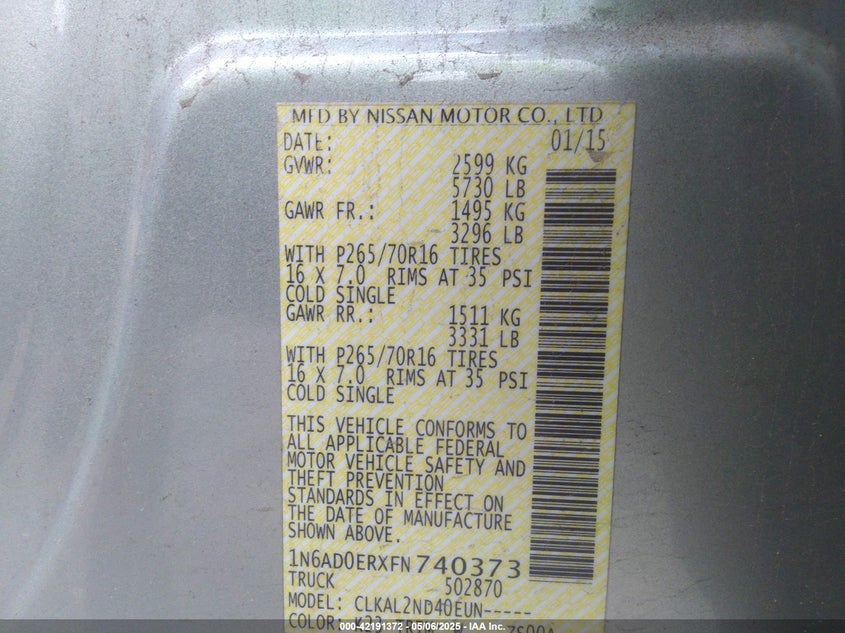 MFD BY NISSAN MOTOR CO., LTD
DATE: 01/15
GVWR: 2599 KG
5730 LB
GAWR FR.: 1495 KG
3296 LB
WITH P265/70R16 TIRES
16 X 7.0 RIMS AT 35 PSI
COLD SINGLE
GAWR RR.: 1511 KG
3331 LB
WITH P265/70R16 TIRES
16 X 7.0 RIMS AT 35 PSI
COLD SINGLE
THIS VEHICLE CONFORMS TO
ALL APPLICABLE FEDERAL
MOTOR VEHICLE SAFETY AND
THEFT PREVENTION
STANDARDS IN EFFECT ON
THE DATE OF MANUFACTURE
SHOWN ABOVE.
1N6AD0ERXFN740373
TRUCK 502870
MODEL: CLKAL2ND40EUN-----
COLOR: K23
000-42191372 - 05/06/2025 - IAA Inc.